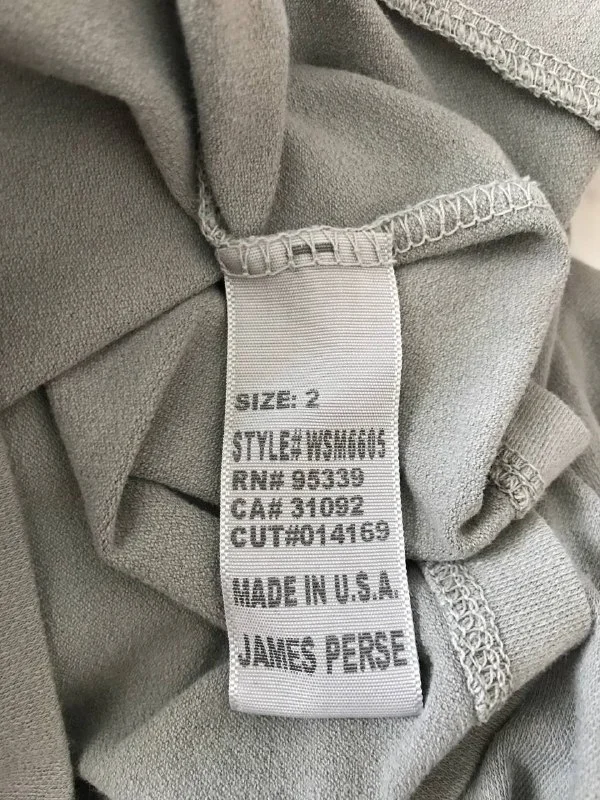 SIZE: 2
STYLE# WSM6605
RN# 95339
CA# 31092
CUT#014169
MADE IN U.S.A.
JAMES PERSE